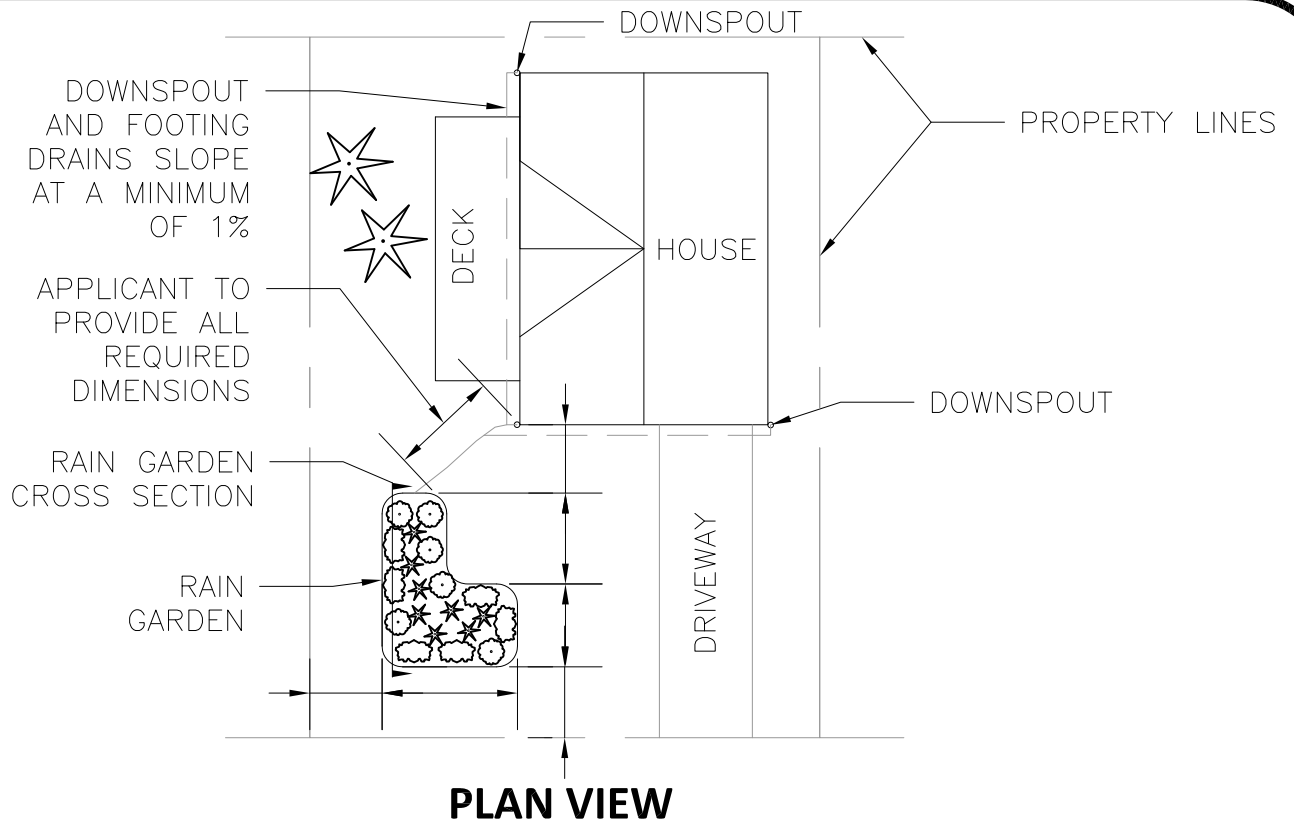 DOWNSPOUT
DOWNSPOUT
AND FOOTING
DRAINS SLOPE
AT A MINIMUM
OF 1%
PROPERTY LINES
DECK
HOUSE
APPLICANT TO
PROVIDE ALL
REQUIRED
DIMENSIONS
DOWNSPOUT
RAIN GARDEN
CROSS SECTION
DRIVEWAY
RAIN
GARDEN
PLAN VIEW